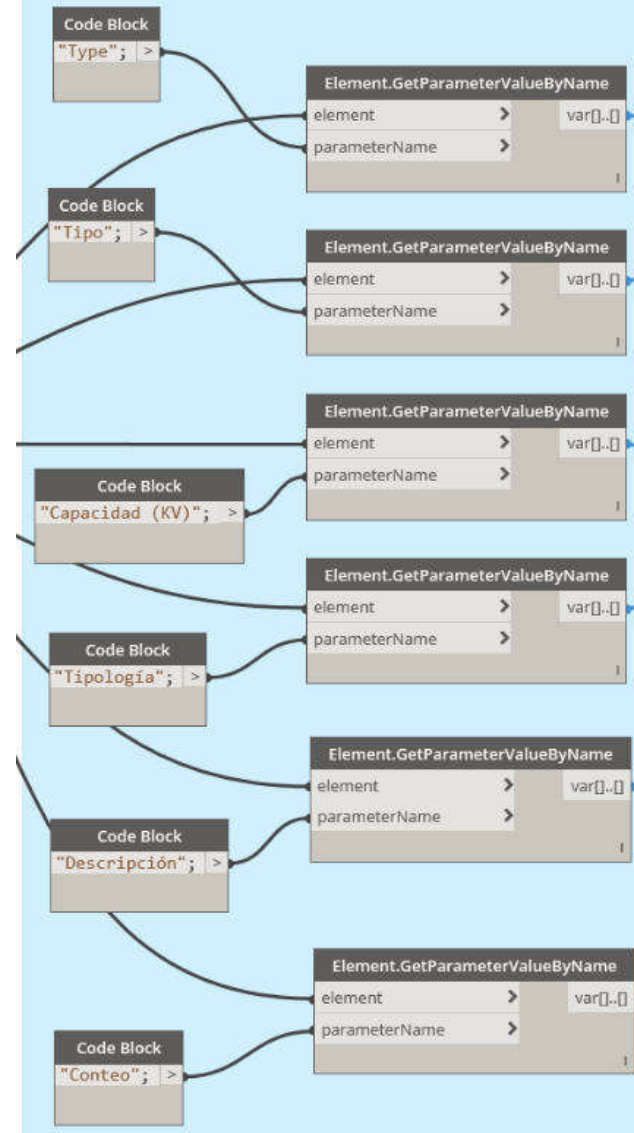 Code Block
"Type"; >
Element.GetParameterValueByName
element > var[]..[]
parameterName >
l
Code Block
"Tipo"; >
Element.GetParameterValueByName
element > var[]..[]
parameterName >
l
Element.GetParameterValueByName
element > var[]..[]
parameterName >
l
Code Block
"Capacidad (KV)"; >
Element.GetParameterValueByName
element > var[]..[]
parameterName >
l
Code Block
"Tipología"; >
Element.GetParameterValueByName
element > var[]..[]
parameterName >
l
Code Block
"Descripción"; >
Element.GetParameterValueByName
element > var[]..[]
parameterName >
l
Code Block
"Conteo"; >